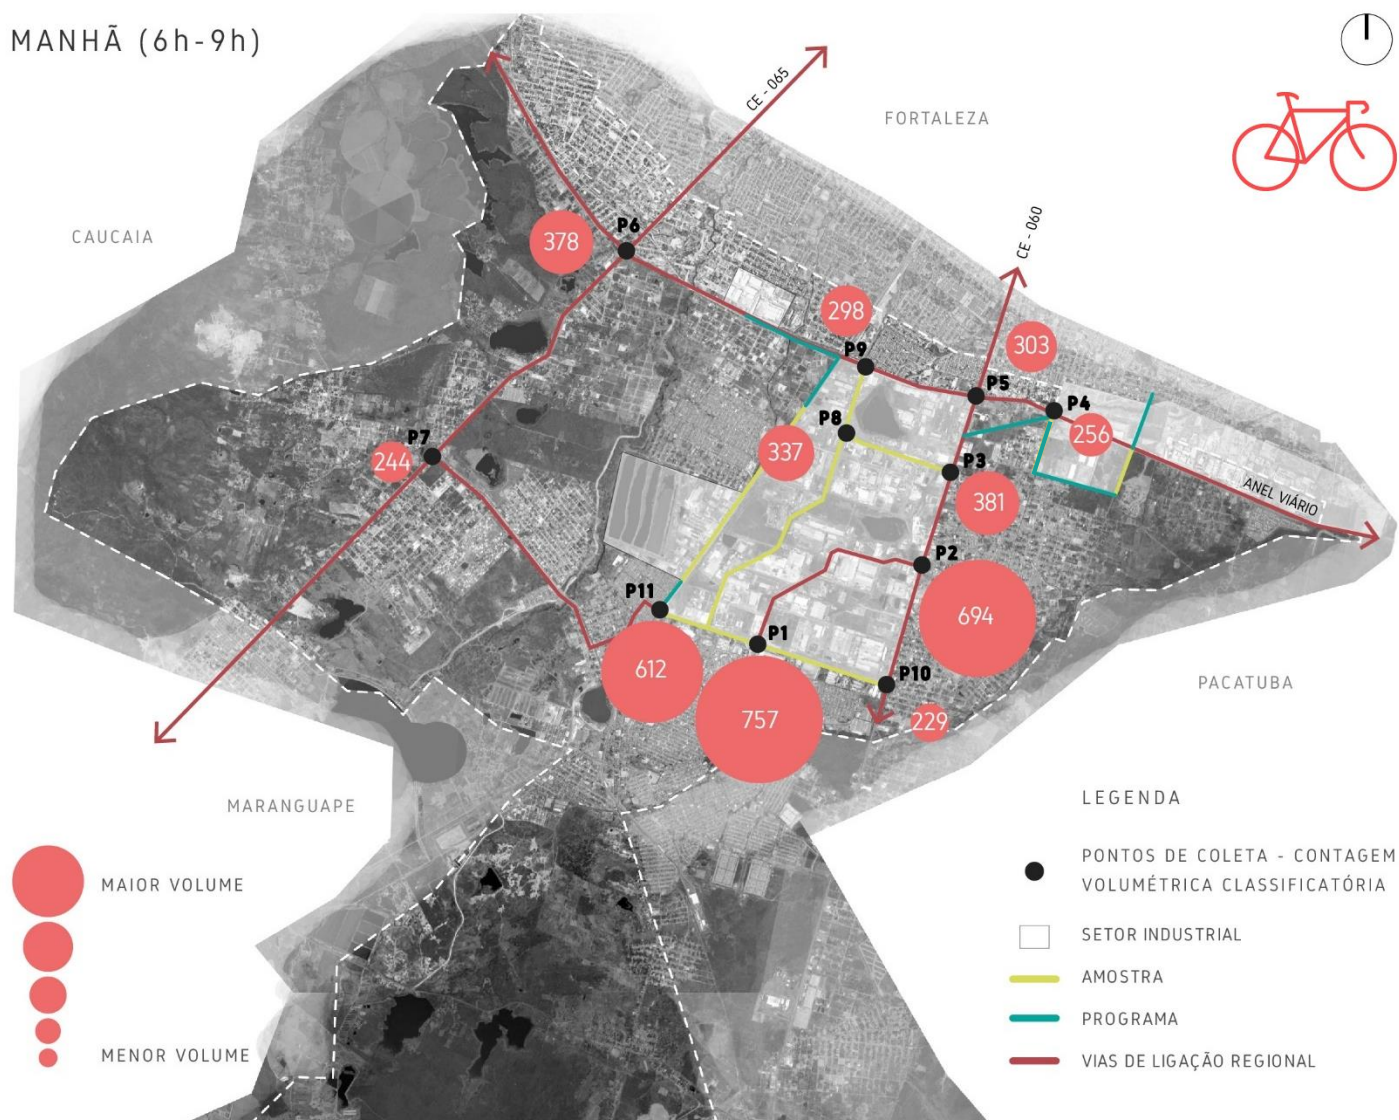 MANHÃ (6h-9h)
CE - 065
FORTALEZA
CAUCAIA
CE - 060
P6
378
298
303
P9
P5
P4
P8
256
P7
244
337
P3
381
ANEL VIÁRIO
P2
P11
P1
694
612
P10
PACATUBA
757
229
MARANGUAPE
LEGENDA
PONTOS DE COLETA - CONTAGEM
VOLUMÉTRICA CLASSIFICATÓRIA
MAIOR VOLUME
SETOR INDUSTRIAL
AMOSTRA
PROGRAMA
MENOR VOLUME
VIAS DE LIGAÇÃO REGIONAL